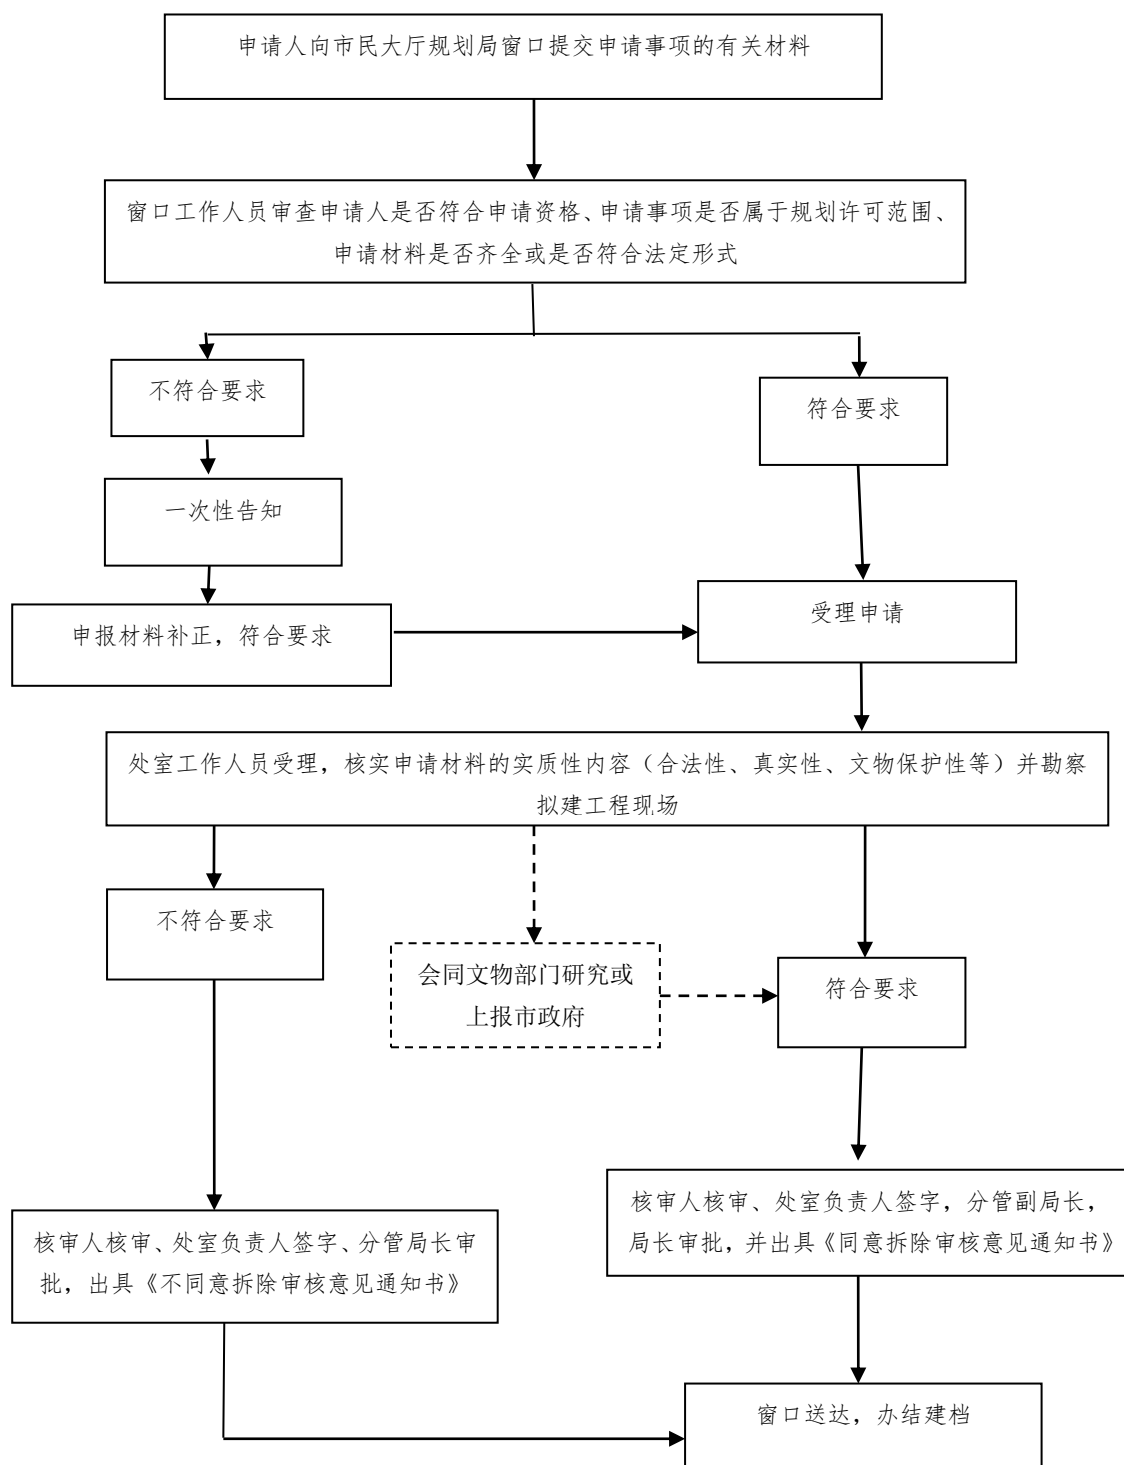 申请人向市民大厅规划局窗口提交申请事项的有关材料
窗口工作人员审查申请人是否符合申请资格、申请事项是否属于规划许可范围、
申请材料是否齐全或是否符合法定形式
不符合要求
符合要求
一次性告知
申报材料补正，符合要求
受理申请
处室工作人员受理，核实申请材料的实质性内容（合法性、真实性、文物保护性等）并勘察
拟建工程现场
不符合要求
会同文物部门研究或
上报市政府
符合要求
核审人核审、处室负责人签字、分管局长审
批，出具《不同意拆除审核意见通知书》
核审人核审、处室负责人签字，分管副局长，
局长审批，并出具《同意拆除审核意见通知书》
窗口送达，办结建档